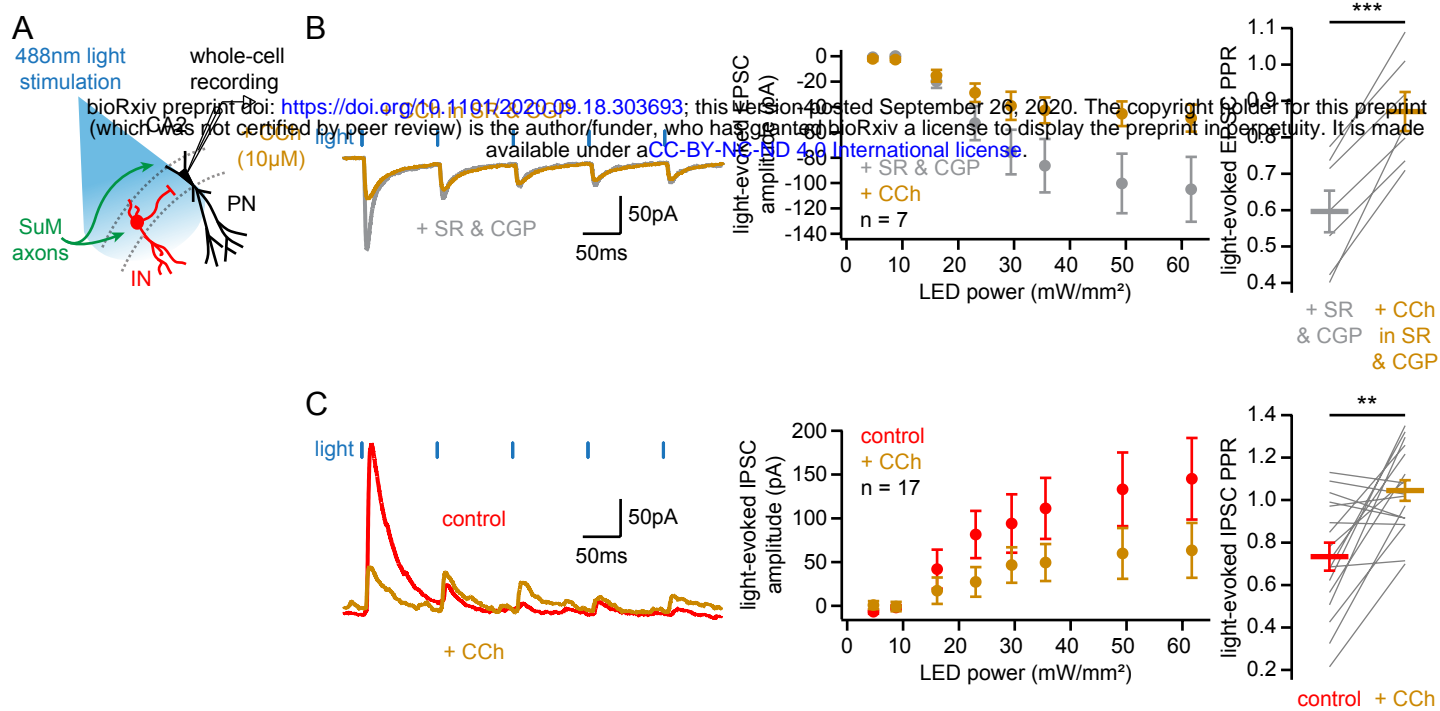 A
488nm light
stimulation
whole-cell
recording
CA2
+ CCh
(10µM)
PN
SuM
axons
IN
bioRxiv preprint doi: https://doi.org/10.1101/2020.09.18.303693; this version posted September 26, 2020. The copyright holder for this preprint
(which was not certified by peer review) is the author/funder, who has granted bioRxiv a license to display the preprint in perpetuity. It is made
available under aCC-BY-NC-ND 4.0 International license.
B
+ CCh in SR & CGP
light
+ SR & CGP
50pA
50ms
light-evoked EPSC
amplitude (pA)
0
-20
-40
-60
-80
-100
-120
-140
+ SR & CGP
+ CCh
n = 7
0 10 20 30 40 50 60
LED power (mW/mm²)
***
light-evoked EPSC PPR
1.1
1.0
0.9
0.8
0.7
0.6
0.5
0.4
+ SR
& CGP
+ CCh
in SR
& CGP
C
light
control
50pA
50ms
+ CCh
light-evoked IPSC
amplitude (pA)
200
150
100
50
0
control
+ CCh
n = 17
0 10 20 30 40 50 60
LED power (mW/mm²)
**
light-evoked IPSC PPR
1.4
1.2
1.0
0.8
0.6
0.4
0.2
control + CCh